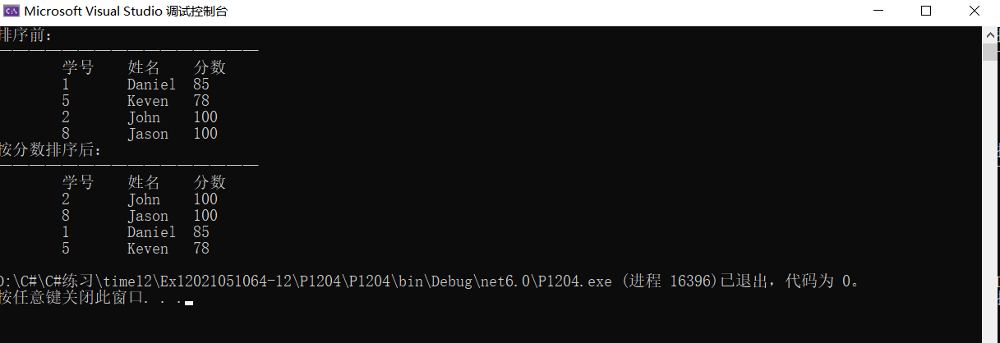 Microsoft Visual Studio 调试控制台
排序前：
————————————————
学号 姓名 分数
1 Daniel 85
5 Keven 78
2 John 100
8 Jason 100
按分数排序后：
————————————————
学号 姓名 分数
2 John 100
8 Jason 100
1 Daniel 85
5 Keven 78
D:\C#\C#练习\time12\Ex12021051064-12\P1204\P1204\bin\Debug\net6.0\P1204.exe (进程 16396)已退出，代码为 0。
按任意键关闭此窗口. . .